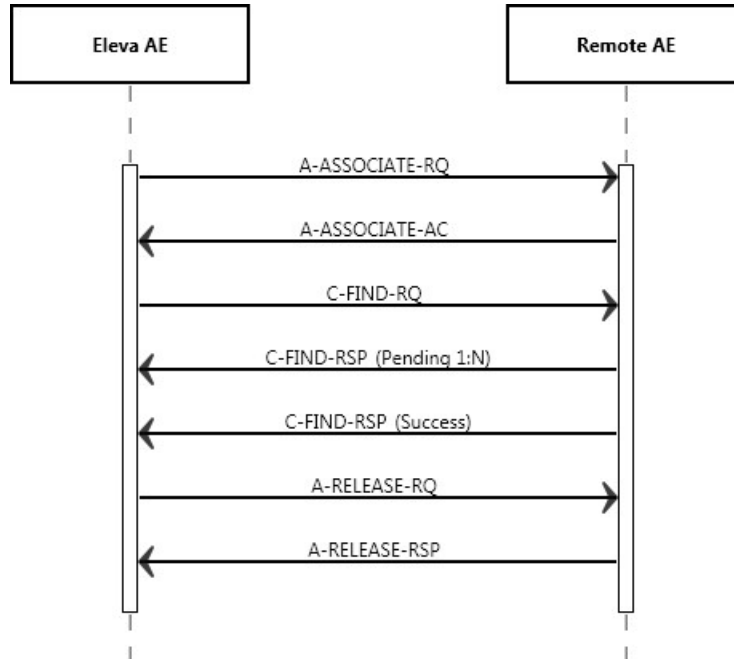 Eleva AE
Remote AE
A-ASSOCIATE-RQ
A-ASSOCIATE-AC
C-FIND-RQ
C-FIND-RSP (Pending 1:N)
C-FIND-RSP (Success)
A-RELEASE-RQ
A-RELEASE-RSP